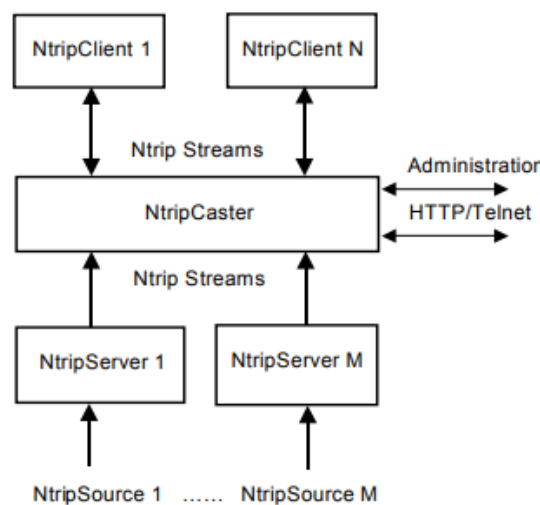 NtripClient 1 NtripClient N
Ntrip Streams
Administration
NtripCaster
HTTP/Telnet
Ntrip Streams
NtripServer 1 NtripServer M
NtripSource 1 ...... NtripSource M